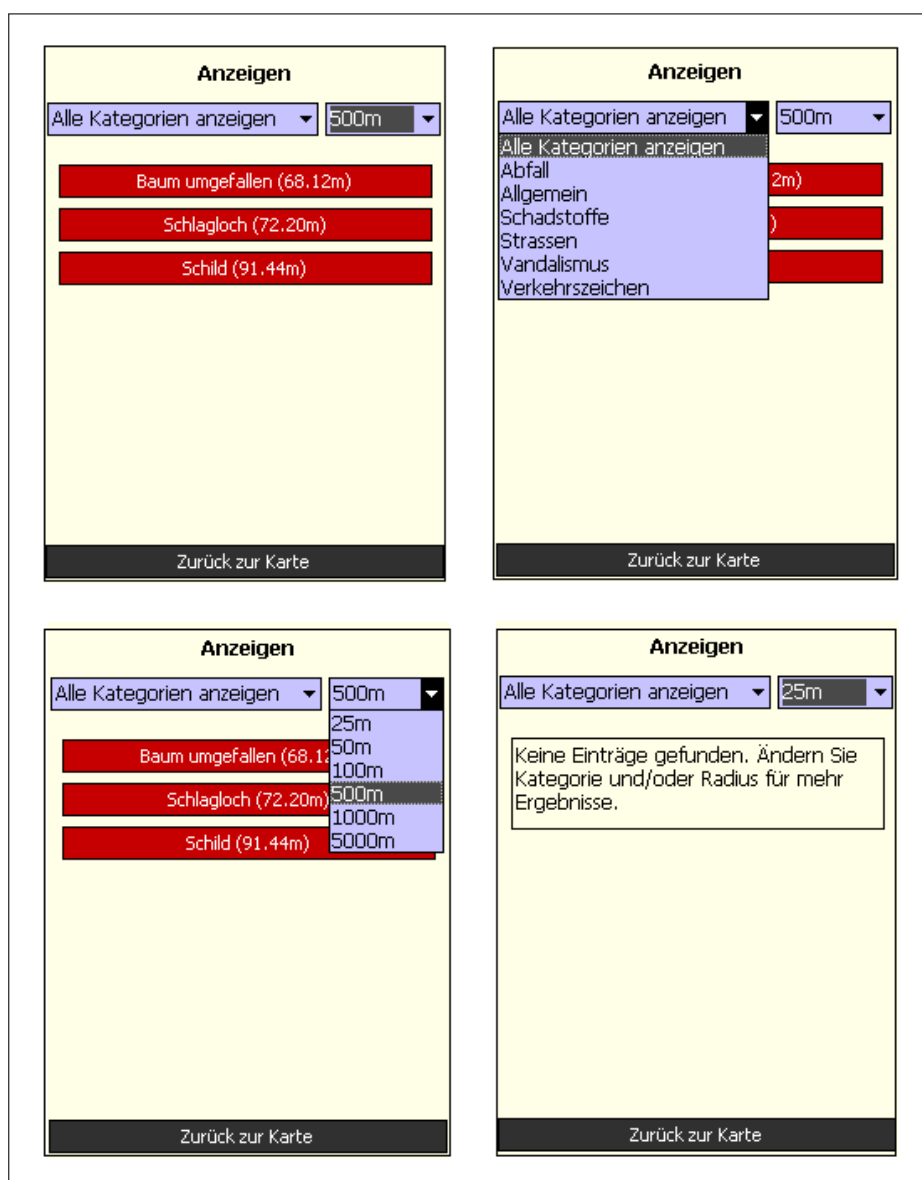 Anzeigen
Alle Kategorien anzeigen 500m
Baum umgefallen (68.12m)
Schlagloch (72.20m)
Schild (91.44m)
Zurück zur Karte
Anzeigen
Alle Kategorien anzeigen 500m
Alle Kategorien anzeigen
Abfall
2m)
Allgemein
Schadstoffe
)
Strassen
Vandalismus
Verkehrszeichen
Zurück zur Karte
Anzeigen
Alle Kategorien anzeigen 500m
25m
Baum umgefallen (68.12
50m
100m
Schlagloch (72.20m)
500m
1000m
Schild (91.44m)
5000m
Zurück zur Karte
Anzeigen
Alle Kategorien anzeigen 25m
Keine Einträge gefunden. Ändern Sie
Kategorie und/oder Radius für mehr
Ergebnisse.
Zurück zur Karte